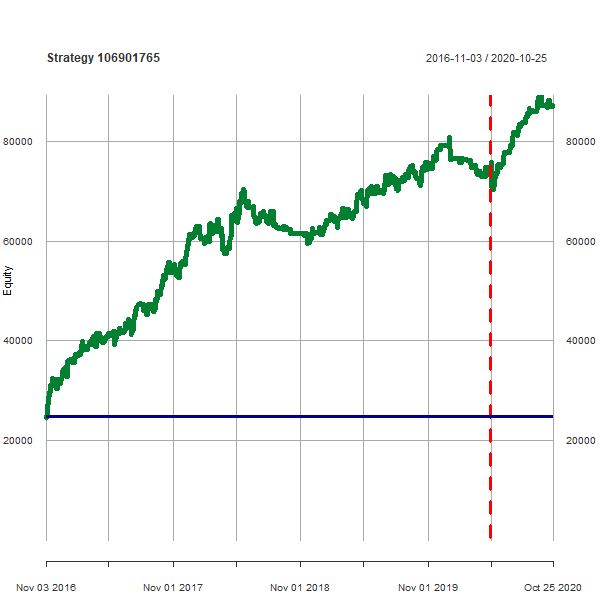 Strategy 106901765
2016-11-03 / 2020-10-25
80000
80000
60000
60000
Equity
40000
40000
20000
20000
Nov 03 2016
Nov 01 2017
Nov 01 2018
Nov 01 2019
Oct 25 2020